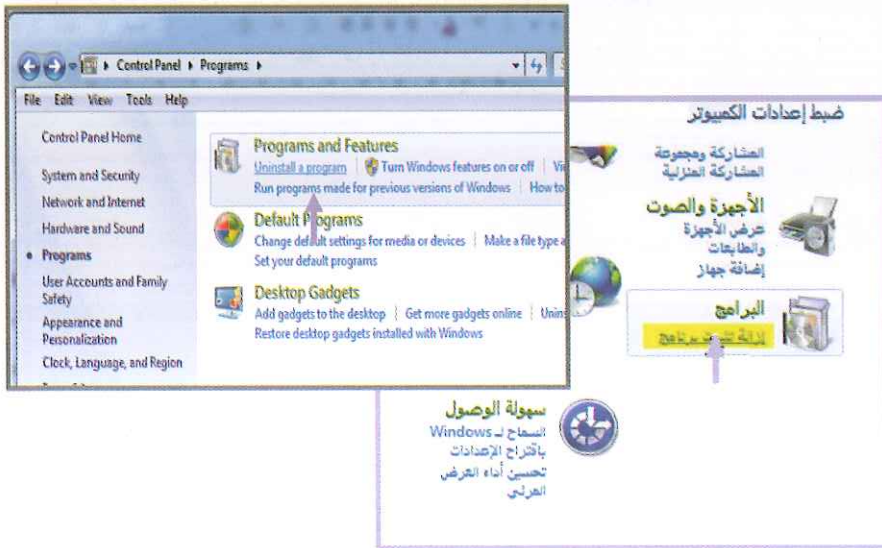 Control Panel ▸ Programs ▸
File Edit View Tools Help
Control Panel Home
System and Security
Network and Internet
Hardware and Sound
Programs
User Accounts and Family
Safety
Appearance and
Personalization
Clock, Language, and Region
Programs and Features
Uninstall a program
Turn Windows features on or off
Run programs made for previous versions of Windows
Default Programs
Change default settings for media or devices
Make a file type a
Set your default programs
Desktop Gadgets
Add gadgets to the desktop
Get more gadgets online
Restore desktop gadgets installed with Windows
ضبط إعدادات الكمبيوتر
المشاركة ومجموعة
المشاركة المنزلية
الأجهزة والصوت
عرض الأجهزة
والطابعات
إضافة جهاز
البرامج
إزالة تثبيت برنامج
سهولة الوصول
السماح لـ Windows
باقتراح الإعدادات
تحسين أداء العرض
المرئي